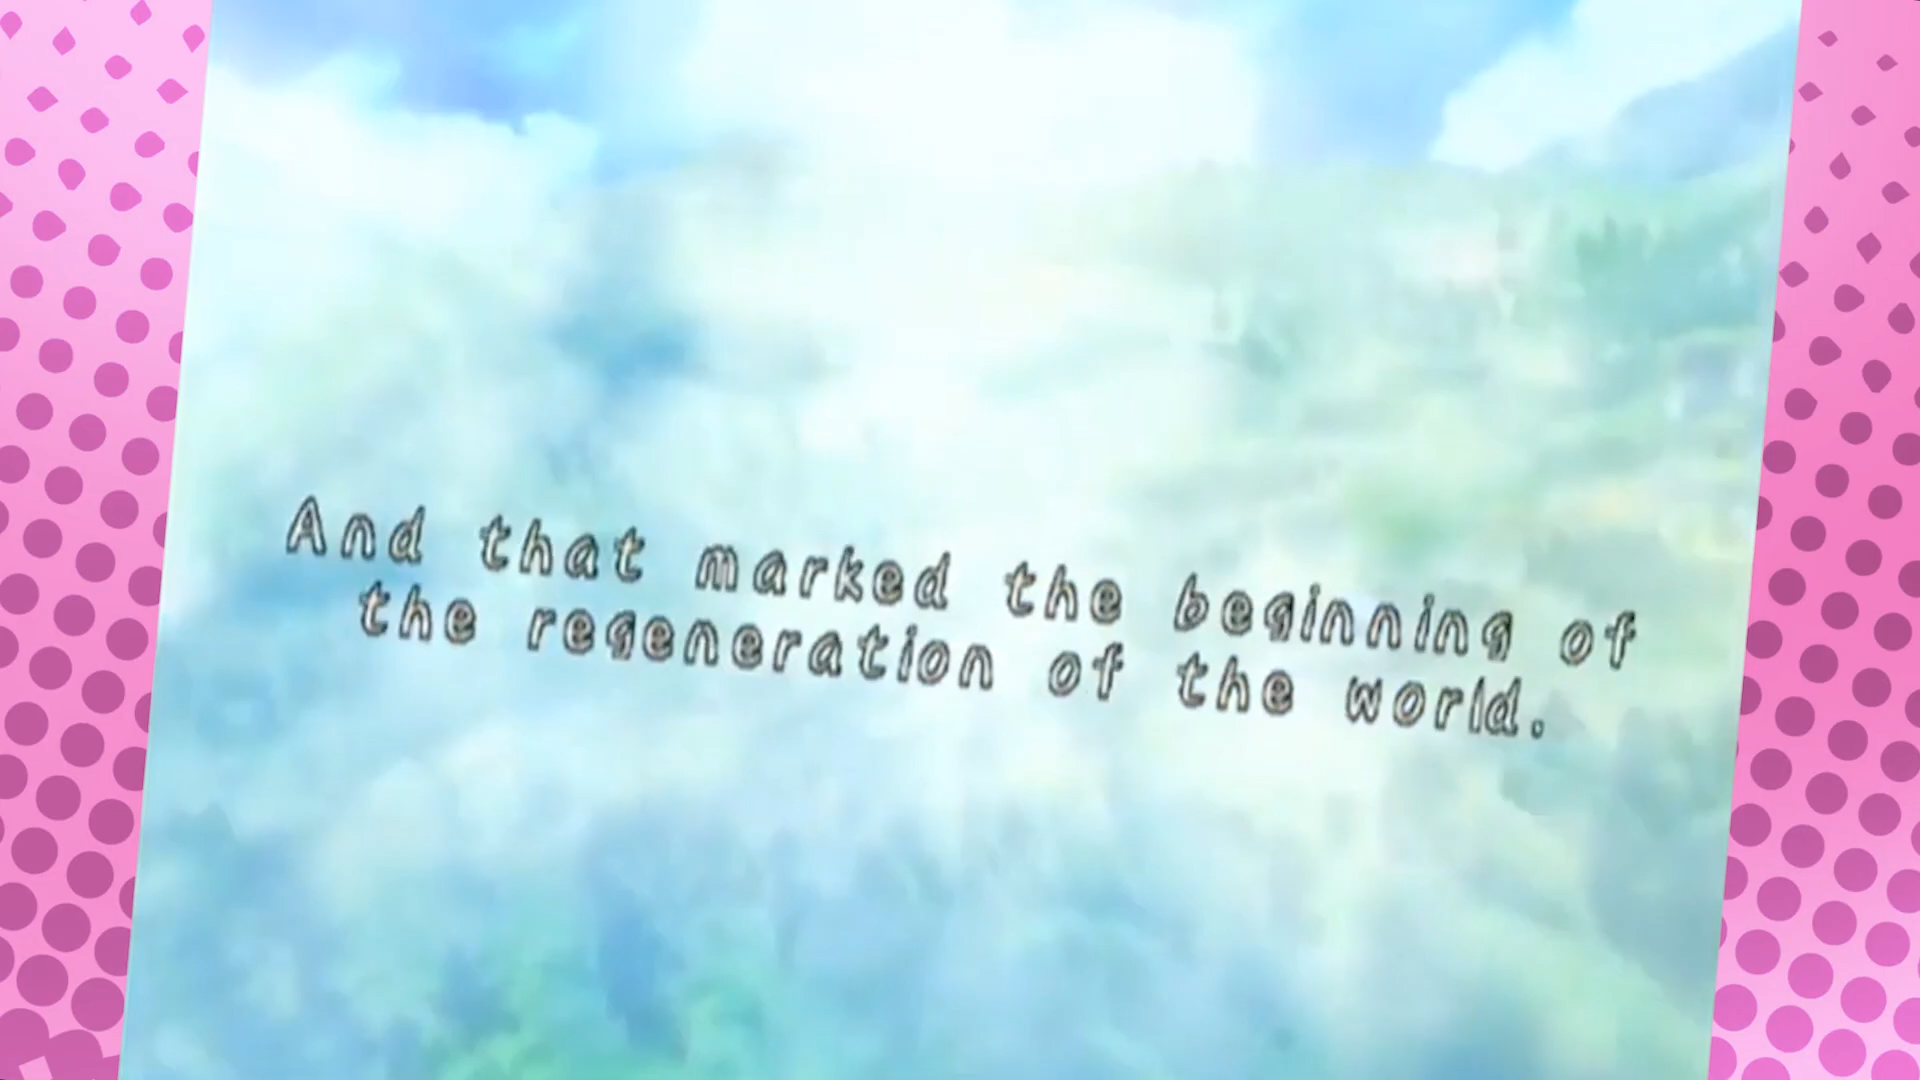 And that marked the beginning of
the regeneration of the world.